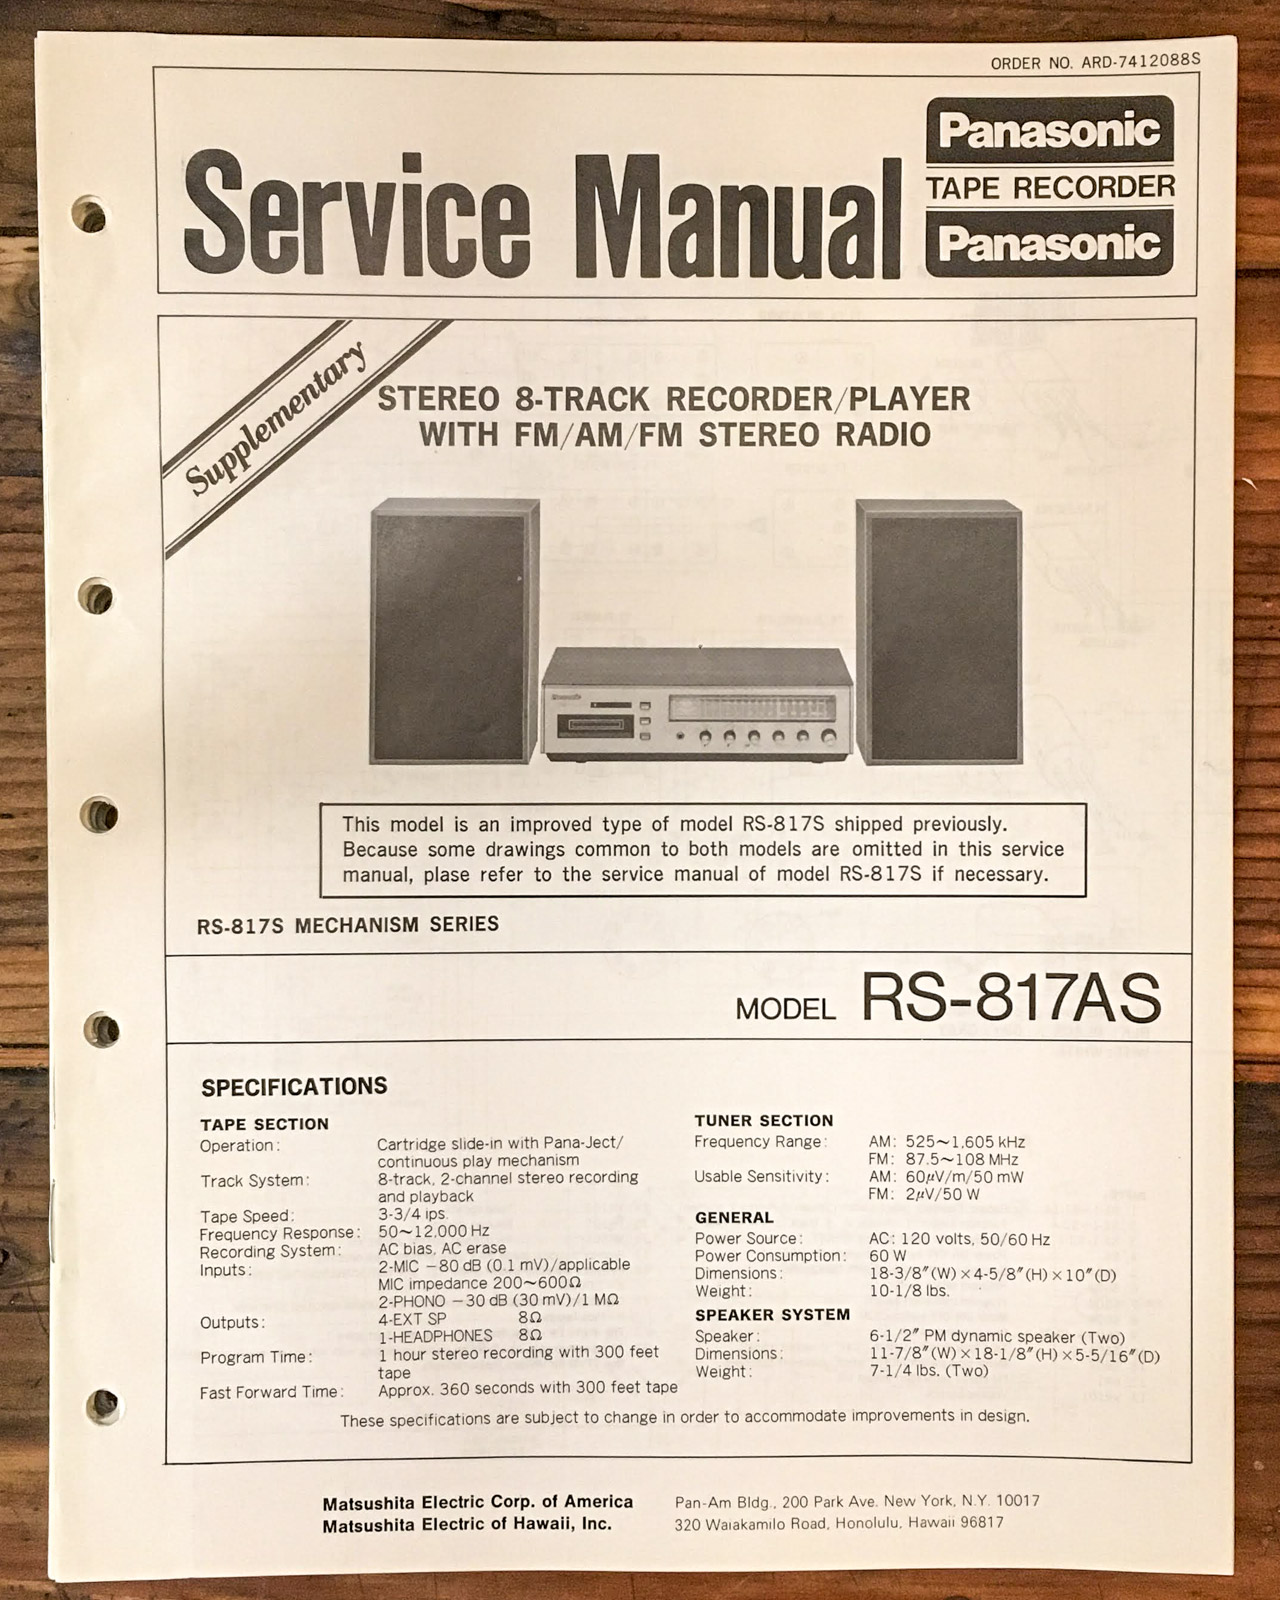 ORDER NO. ARD-7412088S
Service Manual
Panasonic
TAPE RECORDER
Panasonic
Supplementary
STEREO 8-TRACK RECORDER/PLAYER
WITH FM/AM/FM STEREO RADIO
This model is an improved type of model RS-817S shipped previously.
Because some drawings common to both models are omitted in this service
manual, plase refer to the service manual of model RS-817S if necessary.
RS-817S MECHANISM SERIES
MODEL RS-817AS
SPECIFICATIONS
TAPE SECTION
Operation: Cartridge slide-in with Pana-Ject/
continuous play mechanism
Track System: 8-track, 2-channel stereo recording
and playback
Tape Speed: 3-3/4 ips.
Frequency Response: 50~12,000 Hz
Recording System: AC bias, AC erase
Inputs: 2-MIC −80 dB (0.1 mV)/applicable
MIC impedance 200~600Ω
2-PHONO −30 dB (30 mV)/1 MΩ
Outputs: 4-EXT SP 8Ω
1-HEADPHONES 8Ω
Program Time: 1 hour stereo recording with 300 feet
tape
Fast Forward Time: Approx. 360 seconds with 300 feet tape
TUNER SECTION
Frequency Range: AM: 525~1,605 kHz
FM: 87.5~108 MHz
Usable Sensitivity: AM: 60μV/m/50 mW
FM: 2μV/50 W
GENERAL
Power Source: AC: 120 volts, 50/60 Hz
Power Consumption: 60 W
Dimensions: 18-3/8″(W)×4-5/8″(H)×10″(D)
Weight: 10-1/8 lbs.
SPEAKER SYSTEM
Speaker: 6-1/2″ PM dynamic speaker (Two)
Dimensions: 11-7/8″(W)×18-1/8″(H)×5-5/16″(D)
Weight: 7-1/4 lbs. (Two)
These specifications are subject to change in order to accommodate improvements in design.
Matsushita Electric Corp. of America Pan-Am Bldg., 200 Park Ave. New York, N.Y. 10017
Matsushita Electric of Hawaii, Inc. 320 Waiakamilo Road, Honolulu, Hawaii 96817